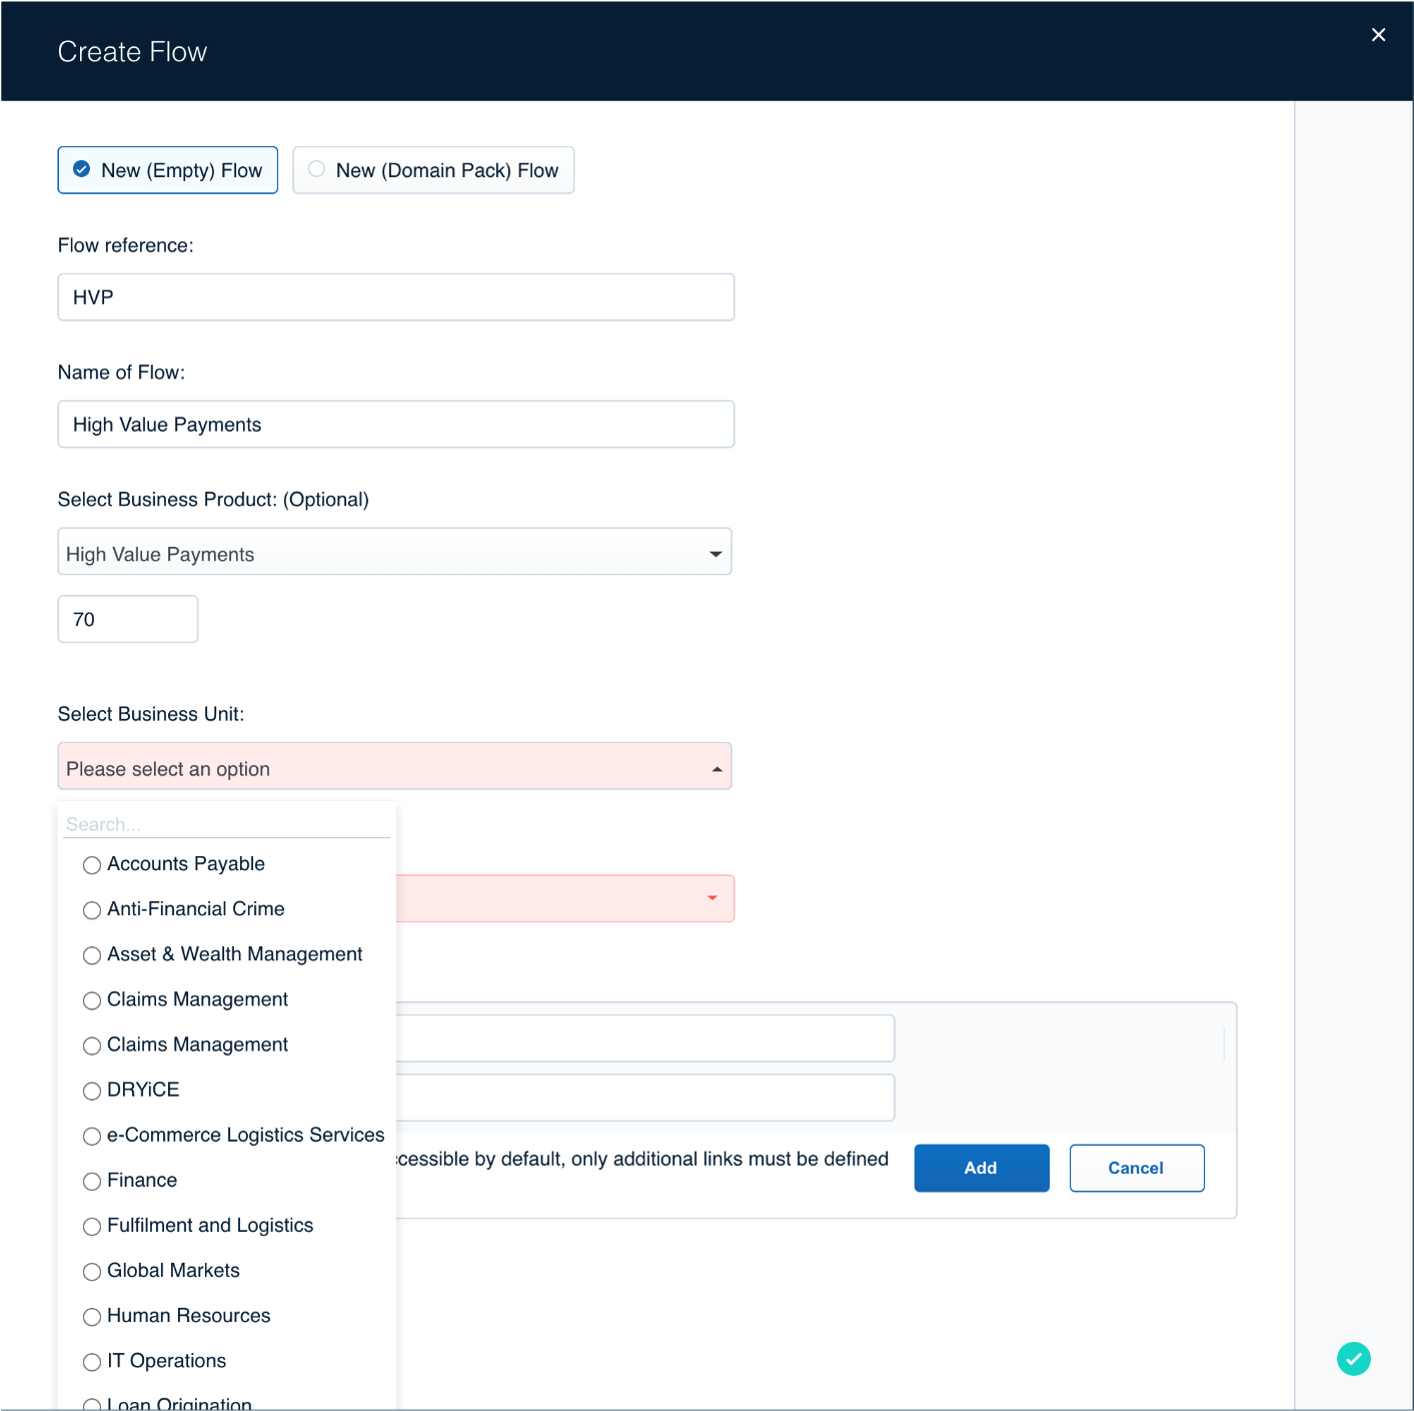 Create Flow
New (Empty) Flow
New (Domain Pack) Flow
Flow reference:
HVP
Name of Flow:
High Value Payments
Select Business Product: (Optional)
High Value Payments
70
Select Business Unit:
Please select an option
Search...
Accounts Payable
Anti-Financial Crime
Asset & Wealth Management
Claims Management
Claims Management
DRYiCE
e-Commerce Logistics Services
ccessible by default, only additional links must be defined
Add
Cancel
Finance
Fulfilment and Logistics
Global Markets
Human Resources
IT Operations
Loan Origination